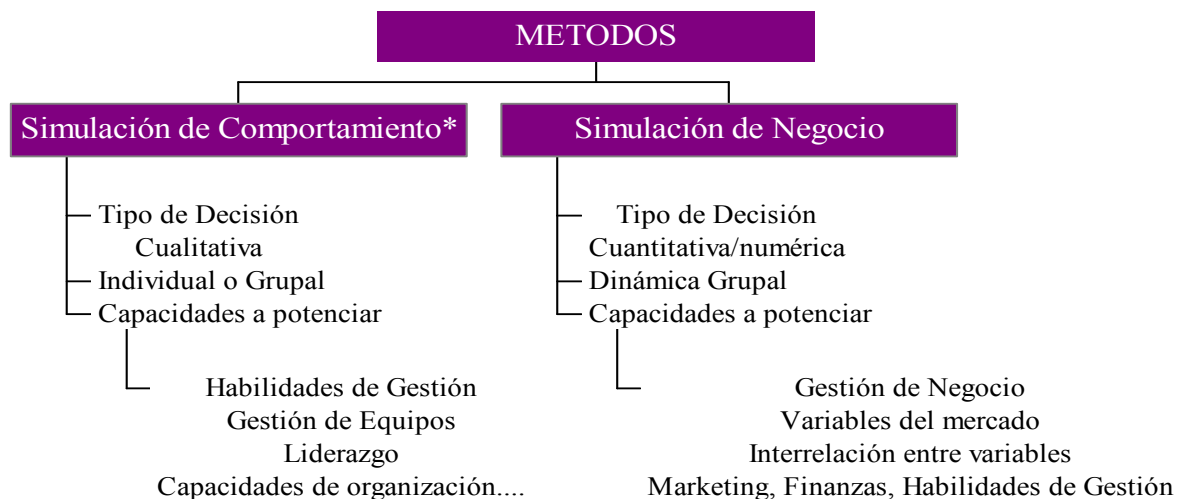 METODOS
Simulación de Comportamiento*
Tipo de Decisión
Cualitativa
Individual o Grupal
Capacidades a potenciar
Habilidades de Gestión
Gestión de Equipos
Liderazgo
Capacidades de organización....
Simulación de Negocio
Tipo de Decisión
Cuantitativa/numérica
Dinámica Grupal
Capacidades a potenciar
Gestión de Negocio
Variables del mercado
Interrelación entre variables
Marketing, Finanzas, Habilidades de Gestión